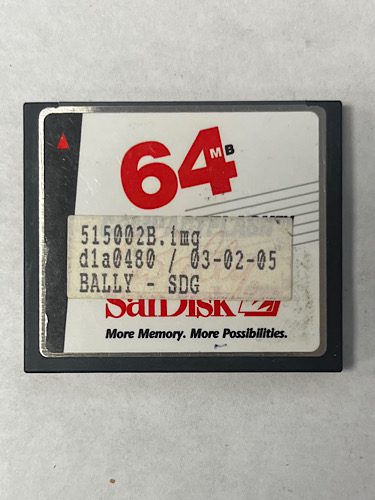 64MB
515002B.img
d1a0480 / 03-02-05
BALLY - SDG
SanDisk
More Memory. More Possibilities.